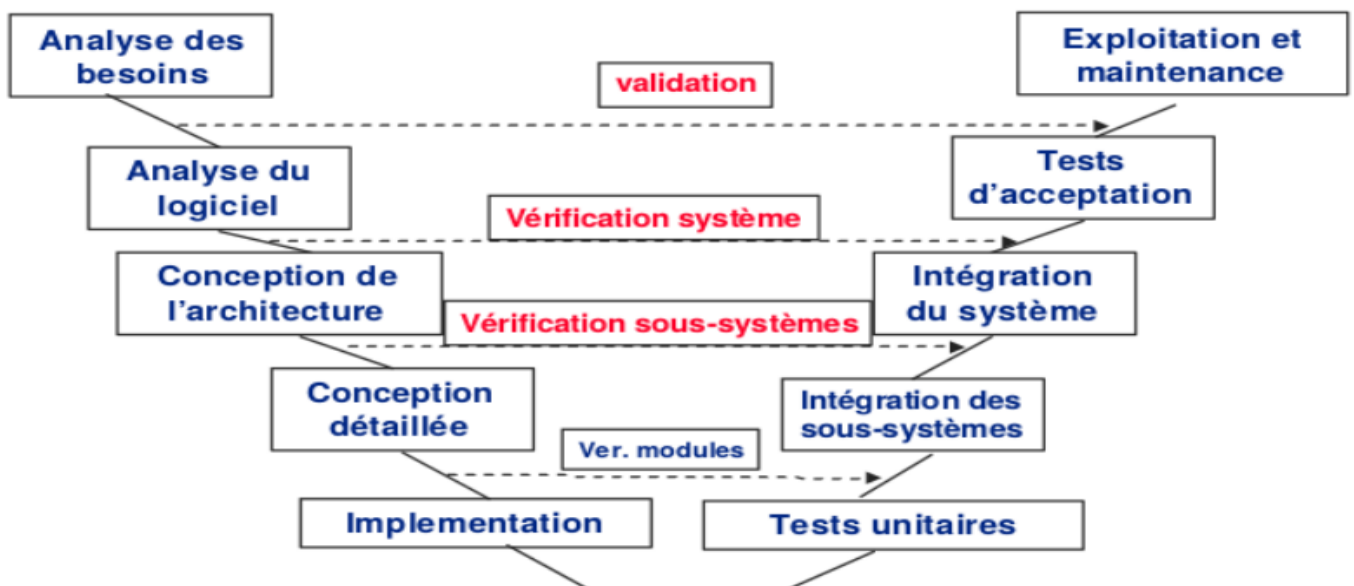 Analyse des
besoins
Exploitation et
maintenance
validation
Analyse du
logiciel
Tests
d'acceptation
Vérification système
Conception de
l'architecture
Intégration
du système
Vérification sous-systèmes
Conception
détaillée
Intégration des
sous-systèmes
Ver. modules
Implementation
Tests unitaires